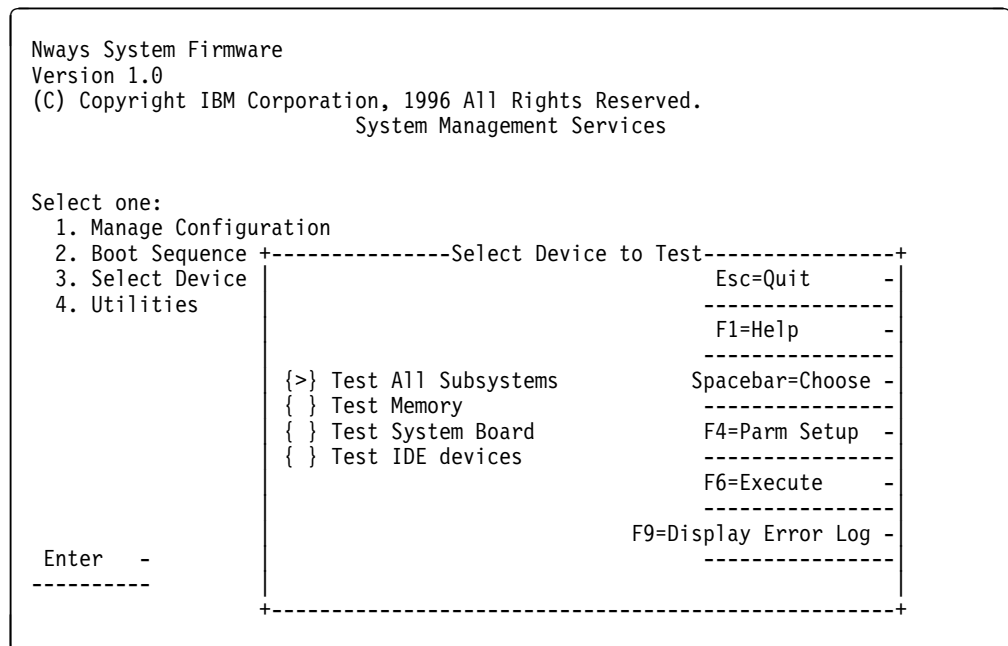 Nways System Firmware
Version 1.0
(C) Copyright IBM Corporation, 1996 All Rights Reserved.
System Management Services
Select one:
1. Manage Configuration
2. Boot Sequence +---------------Select Device to Test----------------+
3. Select Device | Esc=Quit -|
4. Utilities | ----------------|
| F1=Help -|
| ----------------|
| {>} Test All Subsystems Spacebar=Choose -|
| { } Test Memory ----------------|
| { } Test System Board F4=Parm Setup -|
| { } Test IDE devices ----------------|
| F6=Execute -|
| ----------------|
| F9=Display Error Log -|
Enter - | ----------------|
---------- | |
+-----------------------------------------------------+